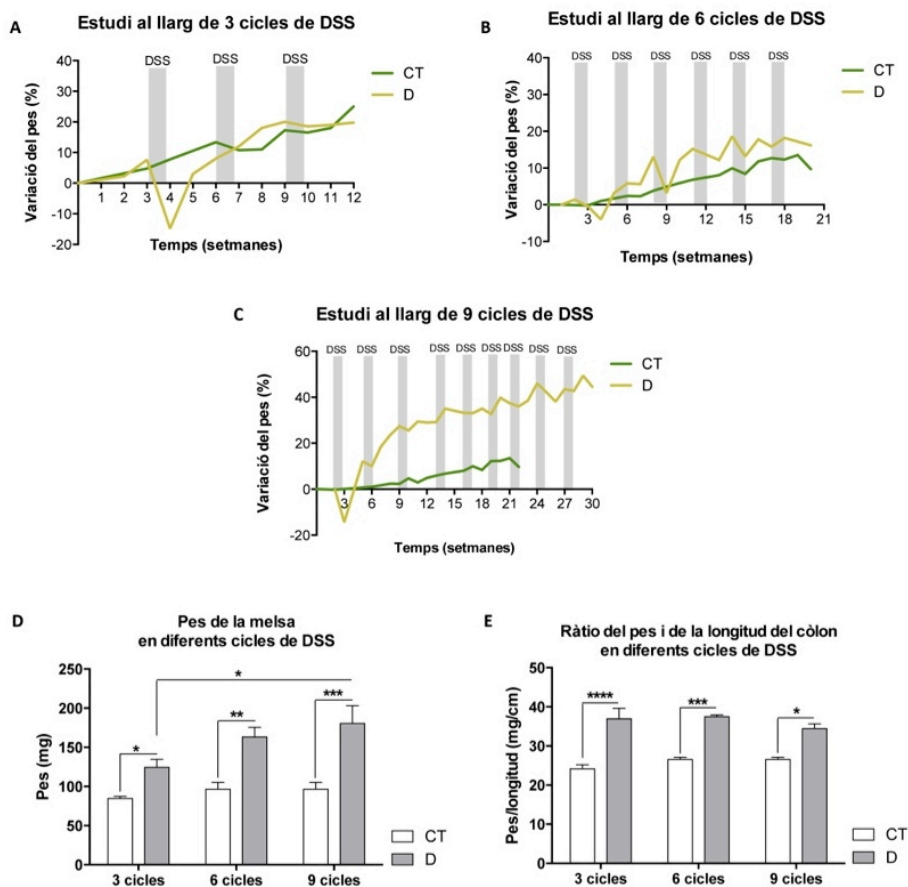 A
Estudi al llarg de 3 cicles de DSS
DSS DSS DSS
CT
D
Variació del pes (%)
40
30
20
10
0
-10
-20
1 2 3 4 5 6 7 8 9 10 11 12
Temps (setmanes)
B
Estudi al llarg de 6 cicles de DSS
DSS DSS DSS DSS DSS DSS
CT
D
Variació del pes (%)
40
30
20
10
0
-10
3 6 9 12 15 18 21
Temps (setmanes)
C
Estudi al llarg de 9 cicles de DSS
DSS DSS DSS DSS DSS DSS DSS DSS DSS
CT
D
Variació del pes (%)
60
40
20
0
-20
3 6 9 12 15 18 21 24 27 30
Temps (setmanes)
D
Pes de la melsa
en diferents cicles de DSS
Pes (mg)
250
200
150
100
50
0
*
*
**
***
3 cicles 6 cicles 9 cicles
CT
D
E
Ràtio del pes i de la longitud del còlon
en diferents cicles de DSS
Pes/longitud (mg/cm)
50
40
30
20
10
0
****
***
*
3 cicles 6 cicles 9 cicles
CT
D